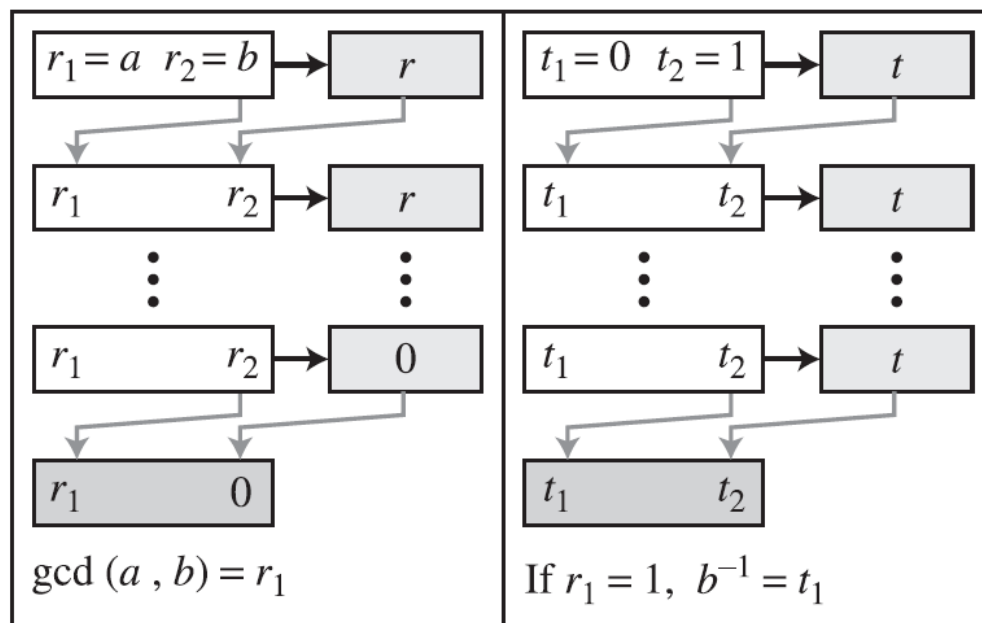 r₁ = a r₂ = b r
r₁ r₂ r
r₁ r₂ 0
r₁ 0
gcd (a , b) = r₁
t₁ = 0 t₂ = 1 t
t₁ t₂ t
t₁ t₂ t
t₁ t₂
If r₁ = 1, b⁻¹ = t₁